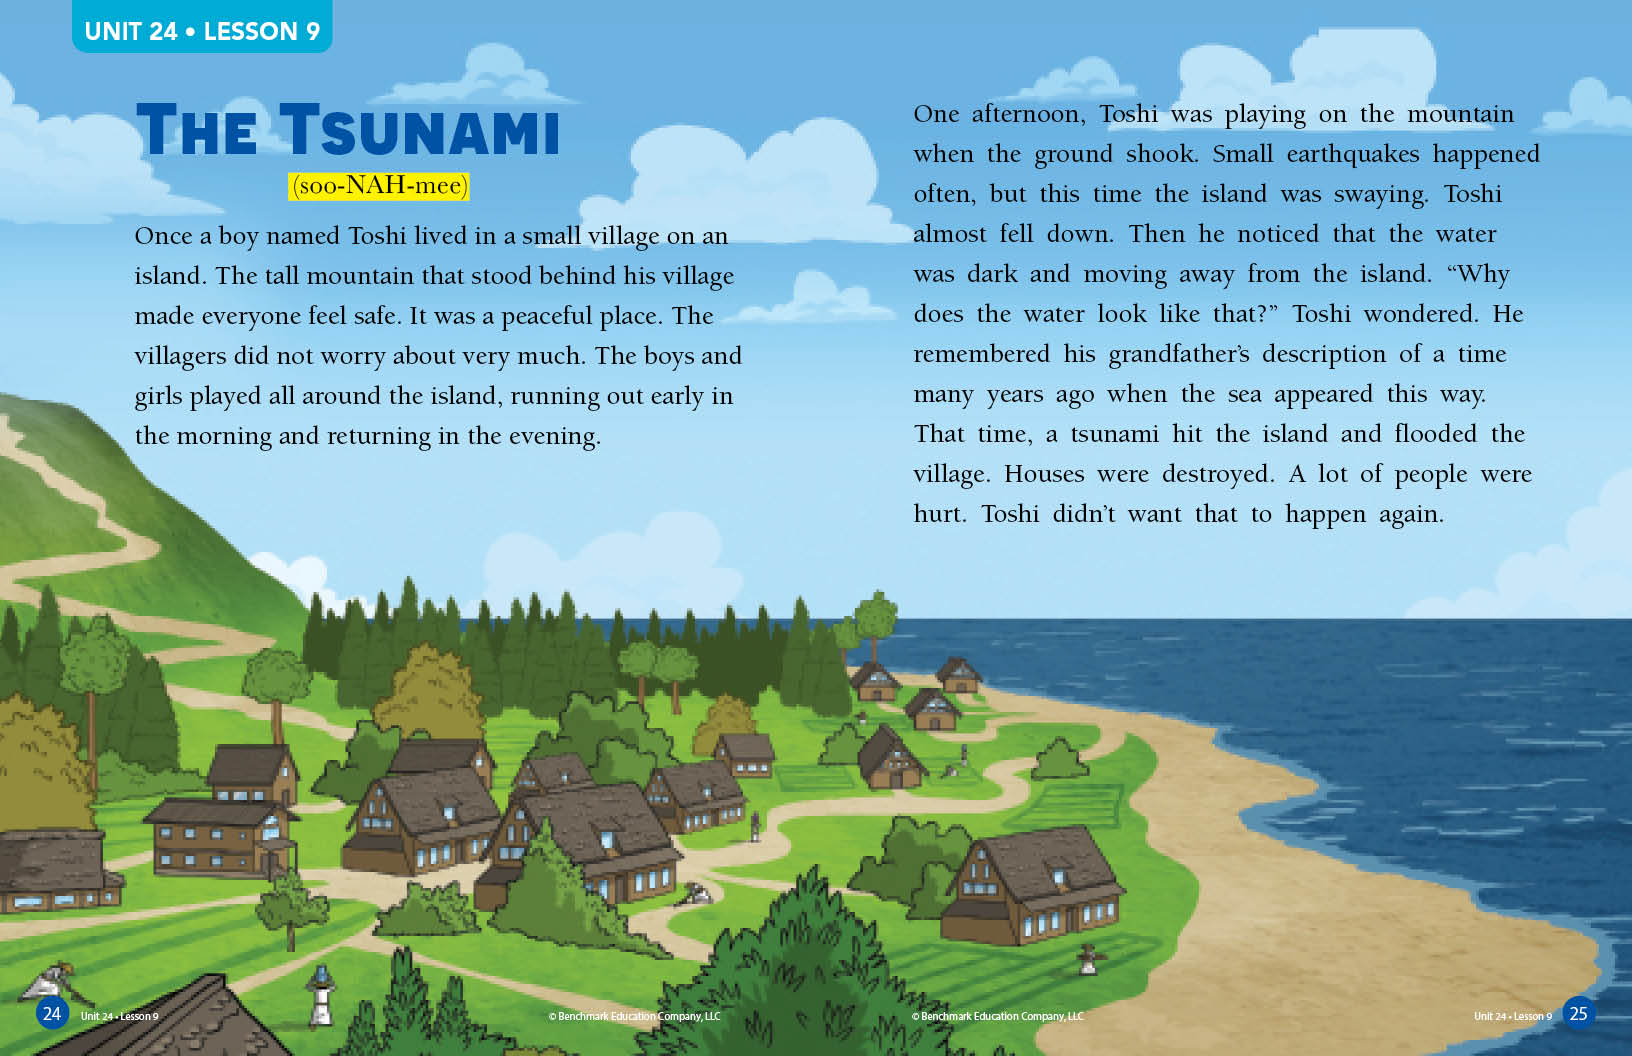 UNIT 24 • LESSON 9
THE TSUNAMI
(soo-NAH-mee)
Once a boy named Toshi lived in a small village on an
island. The tall mountain that stood behind his village
made everyone feel safe. It was a peaceful place. The
villagers did not worry about very much. The boys and
girls played all around the island, running out early in
the morning and returning in the evening.
24
Unit 24 • Lesson 9
© Benchmark Education Company, LLC
One afternoon, Toshi was playing on the mountain
when the ground shook. Small earthquakes happened
often, but this time the island was swaying. Toshi
almost fell down. Then he noticed that the water
was dark and moving away from the island. “Why
does the water look like that?” Toshi wondered. He
remembered his grandfather’s description of a time
many years ago when the sea appeared this way.
That time, a tsunami hit the island and flooded the
village. Houses were destroyed. A lot of people were
hurt. Toshi didn’t want that to happen again.
© Benchmark Education Company, LLC
Unit 24 • Lesson 9
25